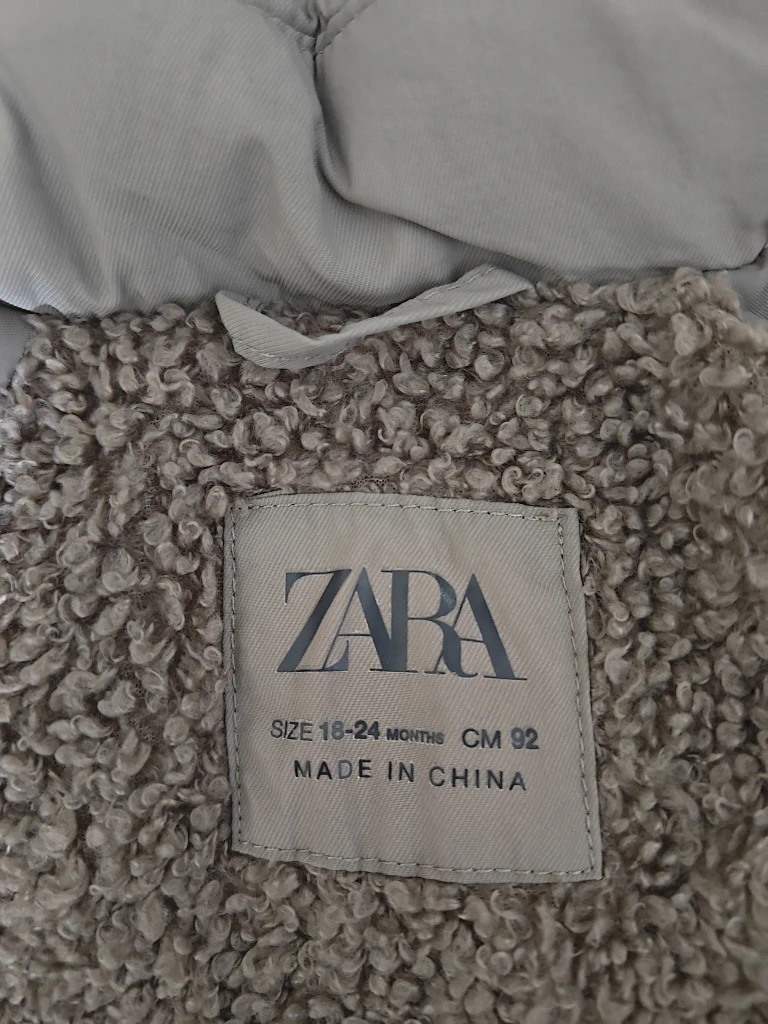 ZARA
SIZE 18-24 MONTHS CM 92
MADE IN CHINA